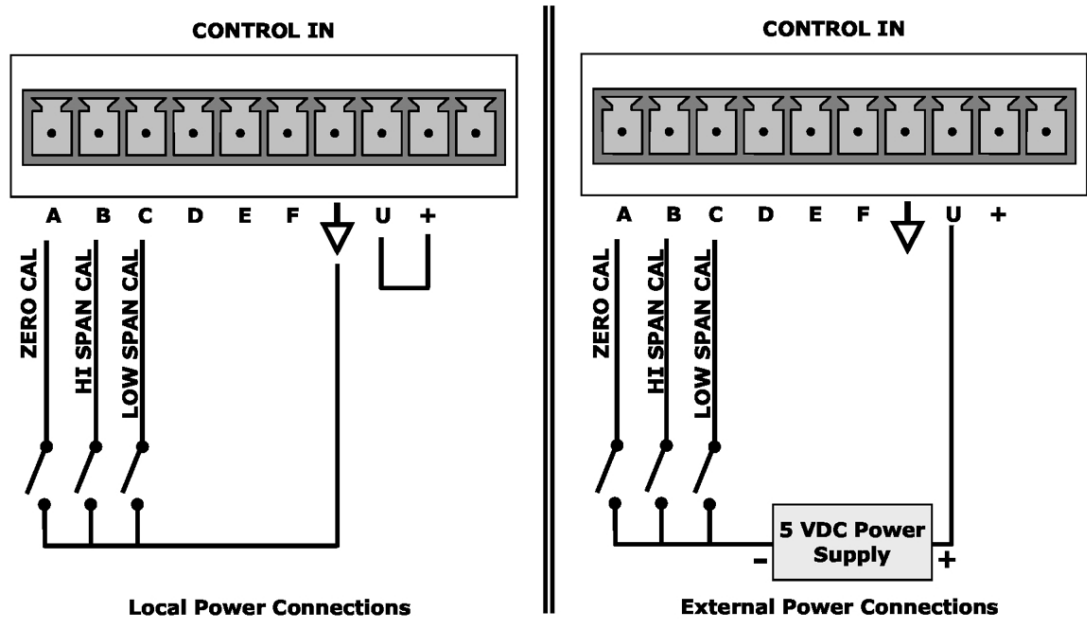 CONTROL IN
A B C D E F U +
ZERO CAL
HI SPAN CAL
LOW SPAN CAL
Local Power Connections
CONTROL IN
A B C D E F U +
ZERO CAL
HI SPAN CAL
LOW SPAN CAL
5 VDC Power
Supply
- +
External Power Connections